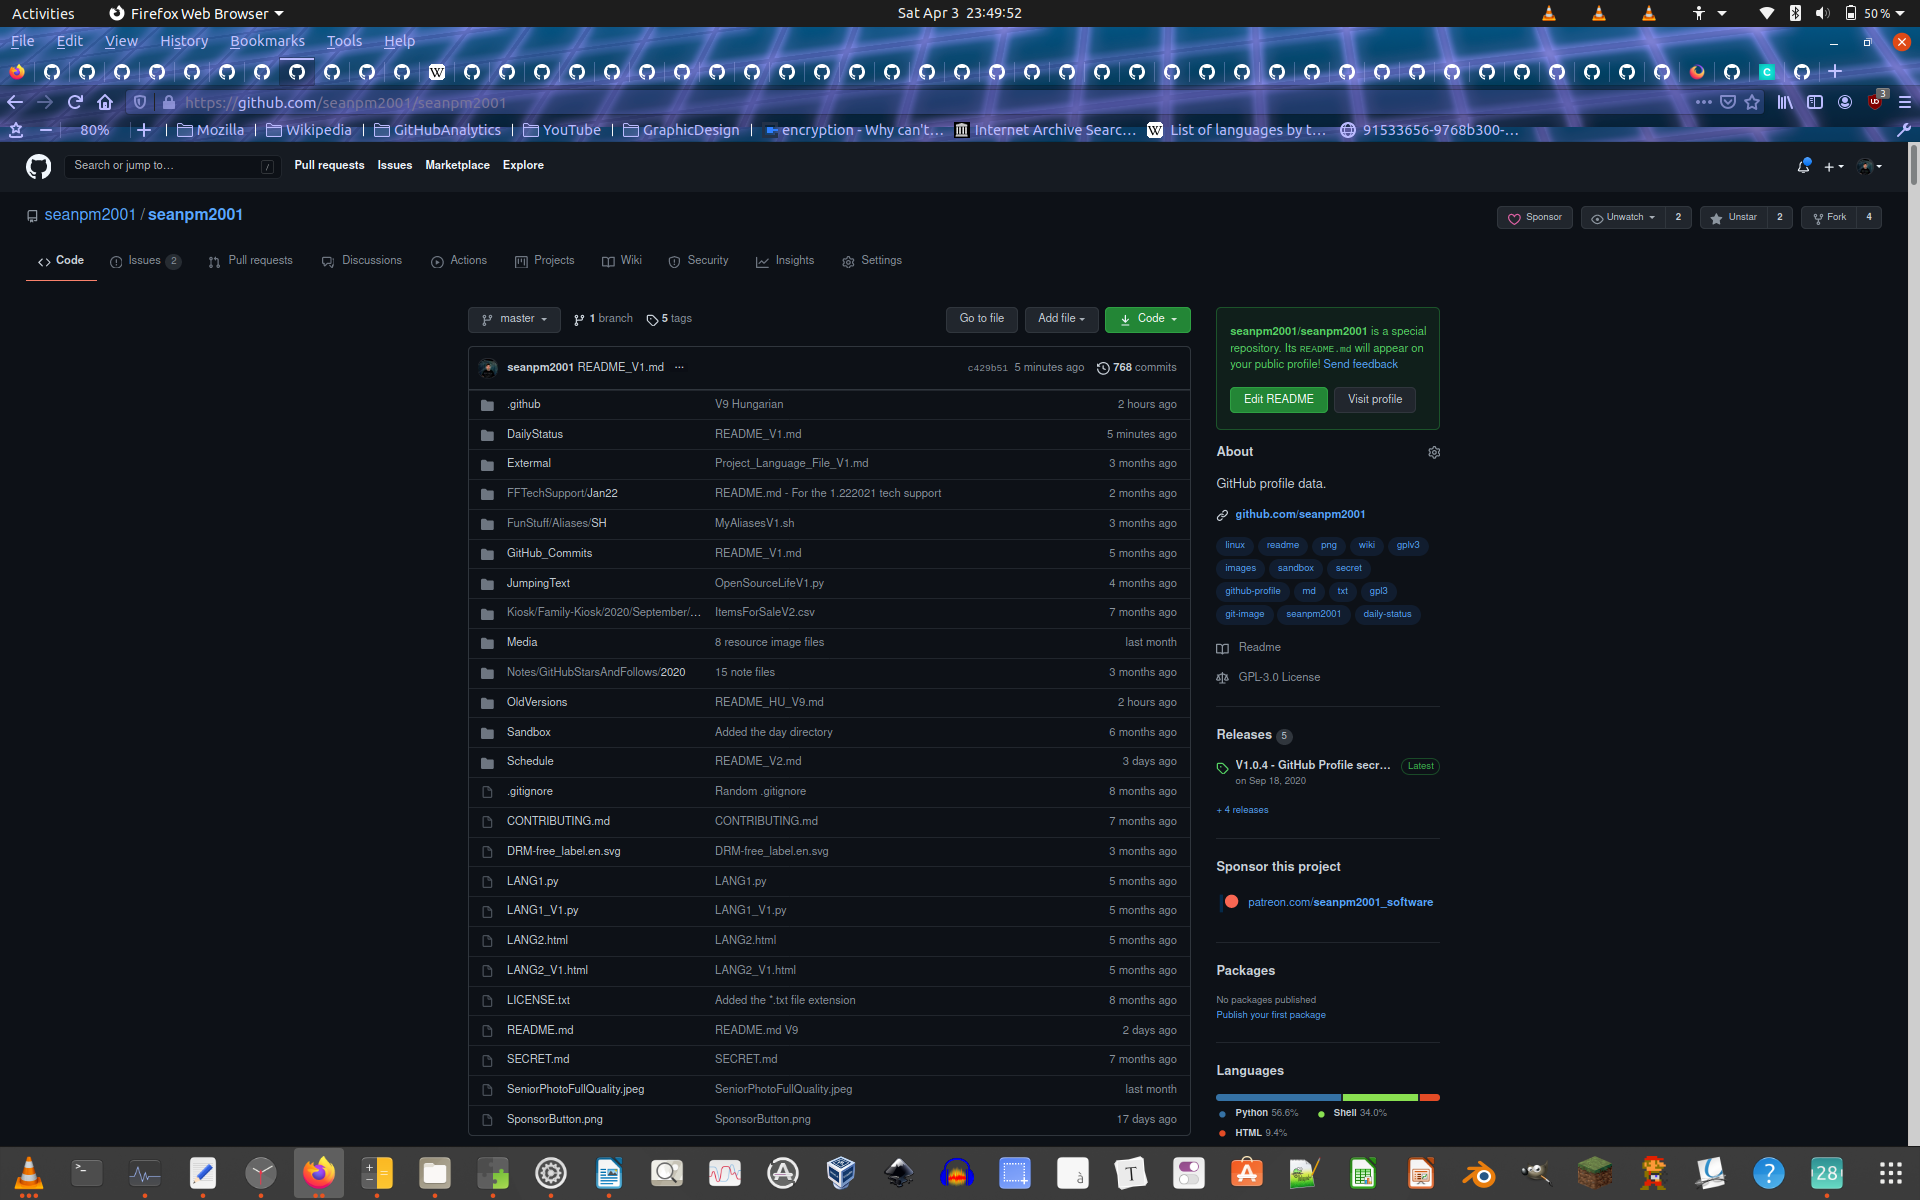 Activities
Firefox Web Browser
Sat Apr 3 23:49:52
50 %
File Edit View History Bookmarks Tools Help
https://github.com/seanpm2001/seanpm2001
3
80%
Mozilla
Wikipedia
GitHubAnalytics
YouTube
GraphicDesign
encryption - Why can't...
Internet Archive Searc...
List of languages by t...
91533656-9768b300-...
Search or jump to...
/
Pull requests
Issues
Marketplace
Explore
seanpm2001 / seanpm2001
Sponsor
Unwatch 2
Unstar 2
Fork 4
Code
Issues 2
Pull requests
Discussions
Actions
Projects
Wiki
Security
Insights
Settings
master
1 branch
5 tags
Go to file
Add file
Code
seanpm2001 README_V1.md ...
c429b51 5 minutes ago
768 commits
.github V9 Hungarian 2 hours ago
DailyStatus README_V1.md 5 minutes ago
Extermal Project_Language_File_V1.md 3 months ago
FFTechSupport/Jan22 README.md - For the 1.222021 tech support 2 months ago
FunStuff/Aliases/SH MyAliasesV1.sh 3 months ago
GitHub_Commits README_V1.md 5 months ago
JumpingText OpenSourceLifeV1.py 4 months ago
Kiosk/Family-Kiosk/2020/September/... ItemsForSaleV2.csv 7 months ago
Media 8 resource image files last month
Notes/GitHubStarsAndFollows/2020 15 note files 3 months ago
OldVersions README_HU_V9.md 2 hours ago
Sandbox Added the day directory 6 months ago
Schedule README_V2.md 3 days ago
.gitignore Random .gitignore 8 months ago
CONTRIBUTING.md CONTRIBUTING.md 7 months ago
DRM-free_label.en.svg DRM-free_label.en.svg 3 months ago
LANG1.py LANG1.py 5 months ago
LANG1_V1.py LANG1_V1.py 5 months ago
LANG2.html LANG2.html 5 months ago
LANG2_V1.html LANG2_V1.html 5 months ago
LICENSE.txt Added the *.txt file extension 8 months ago
README.md README.md V9 2 days ago
SECRET.md SECRET.md 7 months ago
SeniorPhotoFullQuality.jpeg SeniorPhotoFullQuality.jpeg last month
SponsorButton.png SponsorButton.png 17 days ago
seanpm2001/seanpm2001 is a special
repository. Its README.md will appear on
your public profile! Send feedback
Edit README
Visit profile
About
GitHub profile data.
github.com/seanpm2001
linux readme png wiki gplv3
images sandbox secret
github-profile md txt gpl3
git-image seanpm2001 daily-status
Readme
GPL-3.0 License
Releases 5
V1.0.4 - GitHub Profile secr... Latest
on Sep 18, 2020
+ 4 releases
Sponsor this project
patreon.com/seanpm2001_software
Packages
No packages published
Publish your first package
Languages
Python 56.6% Shell 34.0%
HTML 9.4%
28